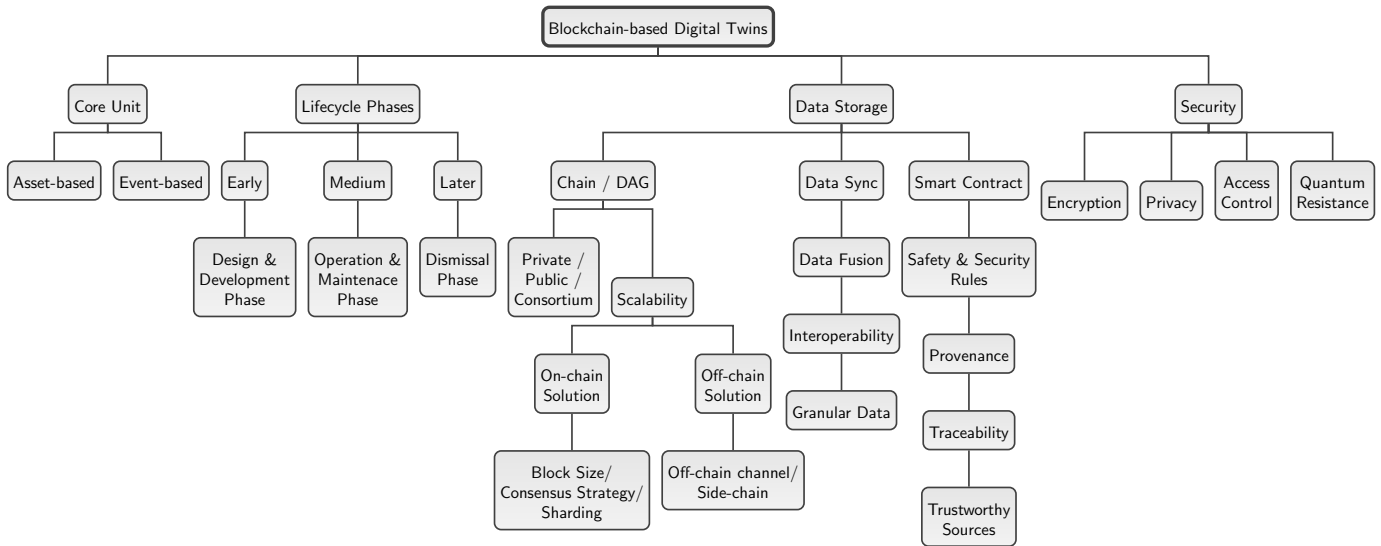 Blockchain-based Digital Twins
Core Unit
Lifecycle Phases
Data Storage
Security
Asset-based
Event-based
Early
Medium
Later
Chain / DAG
Data Sync
Smart Contract
Encryption
Privacy
Access
Control
Quantum
Resistance
Design &
Development
Phase
Operation &
Maintenace
Phase
Dismissal
Phase
Private /
Public /
Consortium
Scalability
Data Fusion
Safety & Security
Rules
Interoperability
Provenance
On-chain
Solution
Off-chain
Solution
Granular Data
Traceability
Block Size/
Consensus Strategy/
Sharding
Off-chain channel/
Side-chain
Trustworthy
Sources